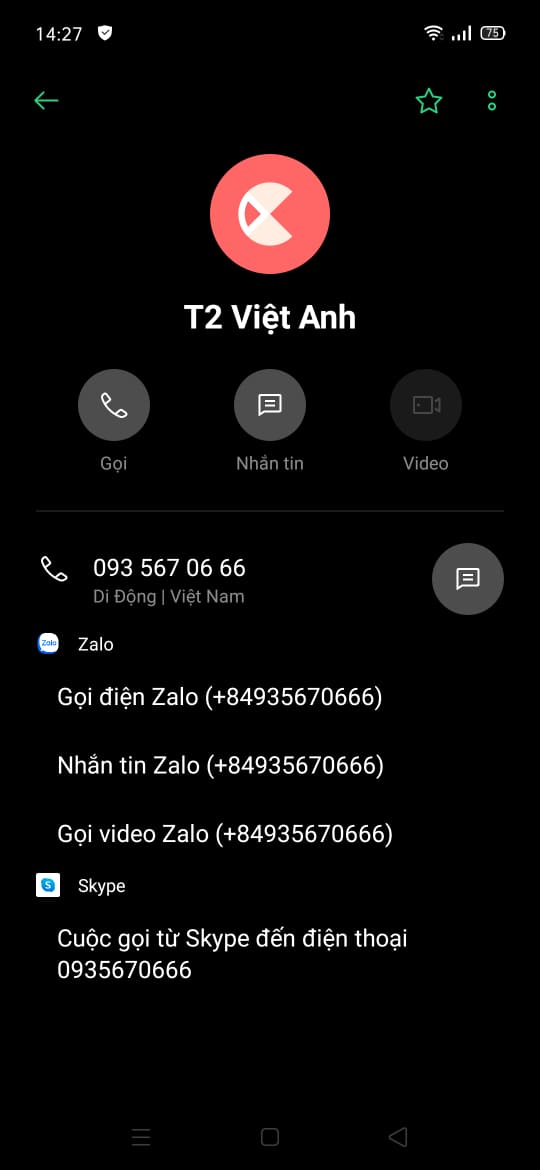 14:27
75
T2 Việt Anh
Gọi
Nhắn tin
Video
093 567 06 66
Di Động | Việt Nam
Zalo
Zalo
Gọi điện Zalo (+84935670666)
Nhắn tin Zalo (+84935670666)
Gọi video Zalo (+84935670666)
S
Skype
Cuộc gọi từ Skype đến điện thoại
0935670666